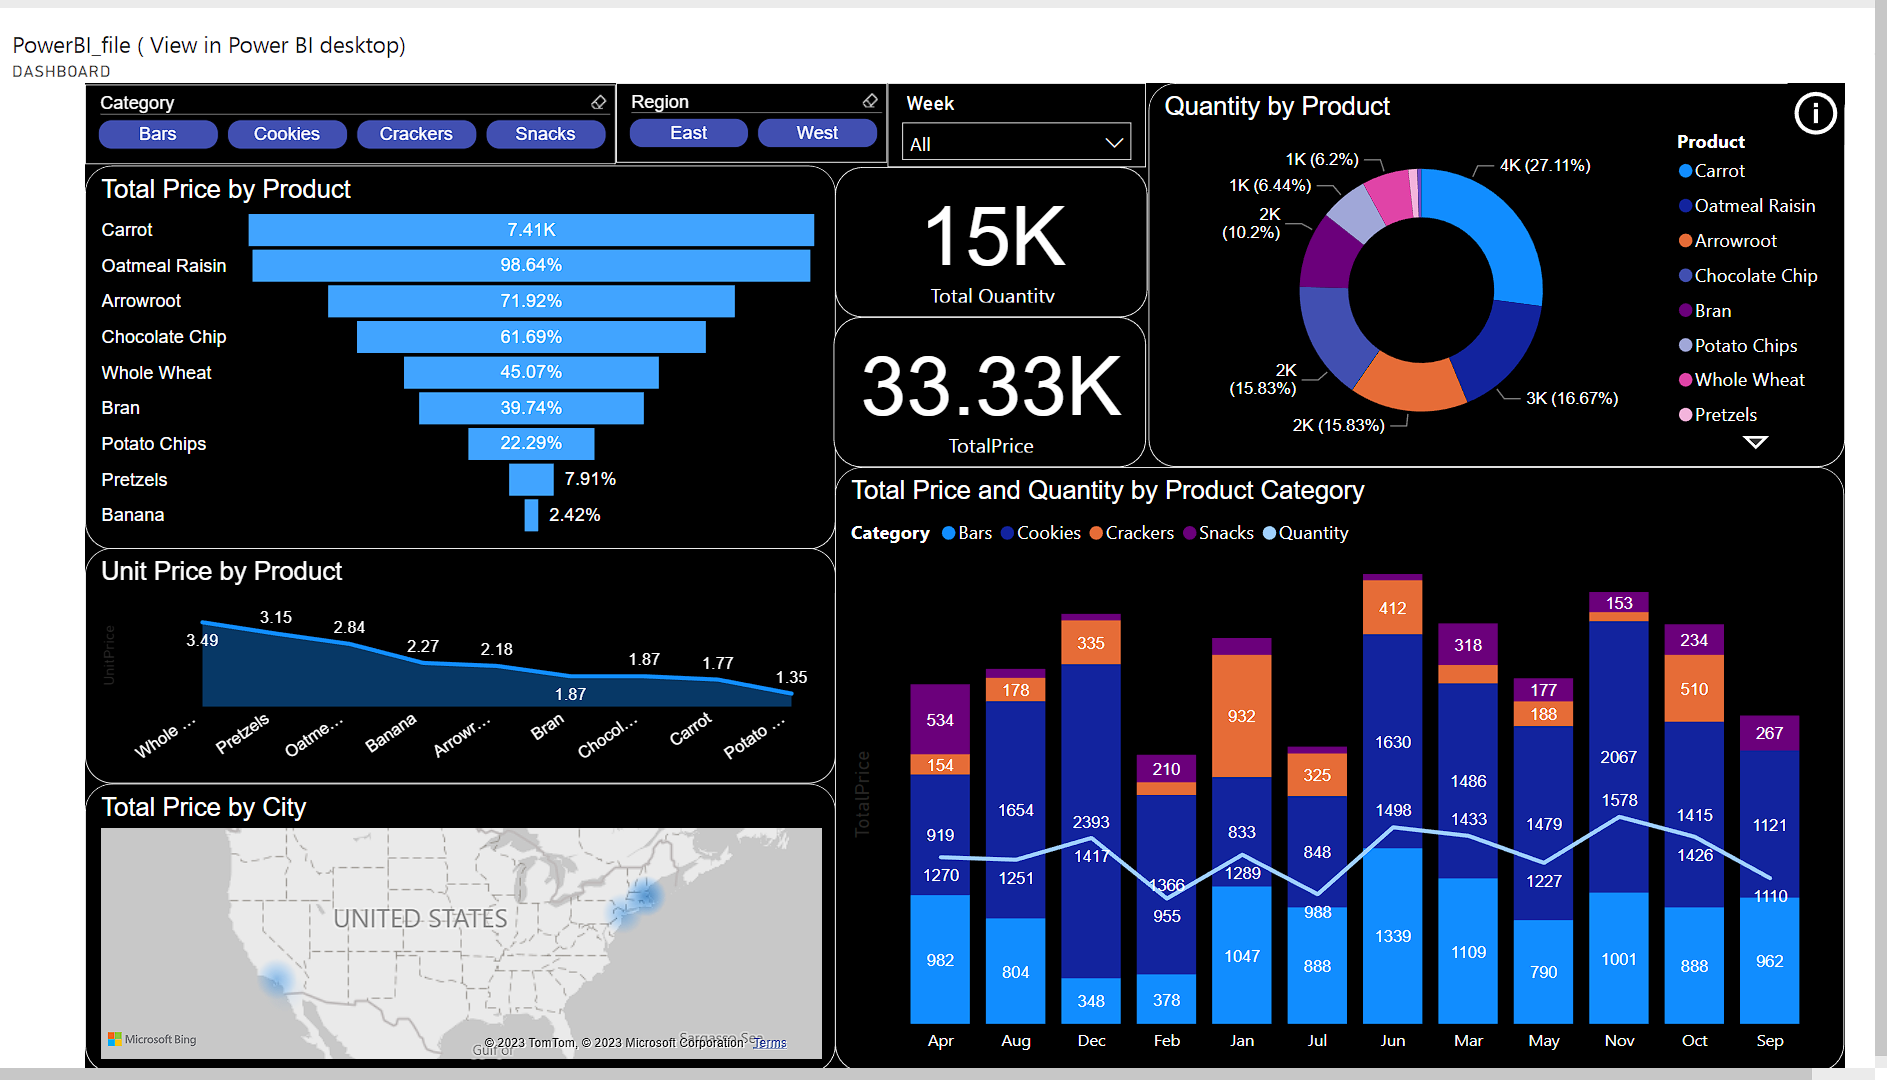 PowerBI_file ( View in Power BI desktop)
DASHBOARD
Category
Bars
Cookies
Crackers
Snacks
Region
East
West
Week
All
Total Price by Product
Carrot 7.41K
Oatmeal Raisin 98.64%
Arrowroot 71.92%
Chocolate Chip 61.69%
Whole Wheat 45.07%
Bran 39.74%
Potato Chips 22.29%
Pretzels 7.91%
Banana 2.42%
15K
Total Quantity
33.33K
TotalPrice
Quantity by Product
i
4K (27.11%)
3K (16.67%)
2K (15.83%)
2K
(15.83%)
2K
(10.2%)
1K (6.44%)
1K (6.2%)
Product
Carrot
Oatmeal Raisin
Arrowroot
Chocolate Chip
Bran
Potato Chips
Whole Wheat
Pretzels
Unit Price by Product
UnitPrice
3.49
3.15
2.84
2.27
2.18
1.87
1.87
1.77
1.35
Whole ...
Pretzels
Oatme...
Banana
Arrowr...
Bran
Chocol...
Carrot
Potato ...
Total Price by City
UNITED STATES
Sargasso Sea
Gulf of
Microsoft Bing
© 2023 TomTom, © 2023 Microsoft Corporation Terms
Total Price and Quantity by Product Category
Category Bars Cookies Crackers Snacks Quantity
TotalPrice
534
154
919
1270
982
178
1654
1251
804
335
2393
1417
348
210
1366
955
378
932
833
1289
1047
325
848
988
888
412
1630
1498
1339
318
1486
1433
1109
177
188
1479
1227
790
153
2067
1578
1001
234
510
1415
1426
888
267
1121
1110
962
Apr Aug Dec Feb Jan Jul Jun Mar May Nov Oct Sep